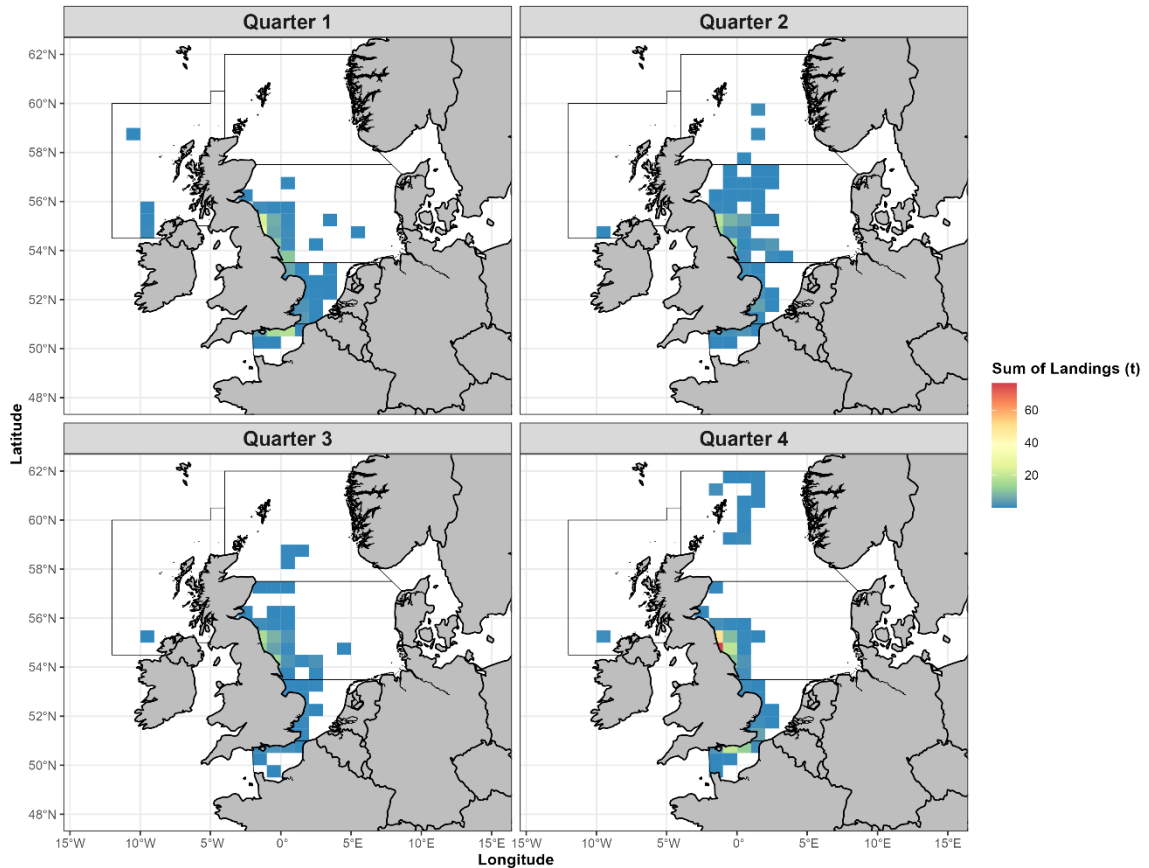 Quarter 1
Quarter 2
62°N
60°N
58°N
56°N
54°N
52°N
50°N
48°N
Quarter 3
Quarter 4
62°N
60°N
58°N
56°N
54°N
52°N
50°N
48°N
15°W
10°W
5°W
0°
5°E
10°E
15°E
15°W
10°W
5°W
0°
5°E
10°E
15°E
Latitude
Longitude
Sum of Landings (t)
60
40
20